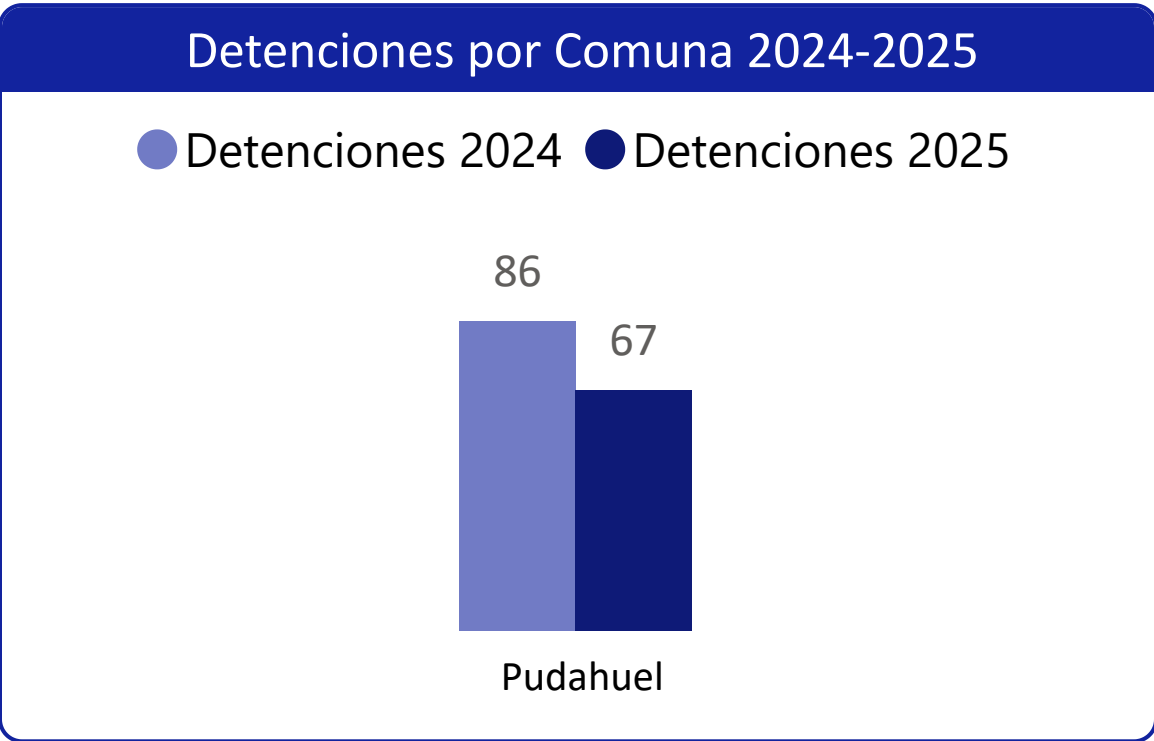 Detenciones por Comuna 2024-2025
Detenciones 2024 Detenciones 2025
86
67
Pudahuel